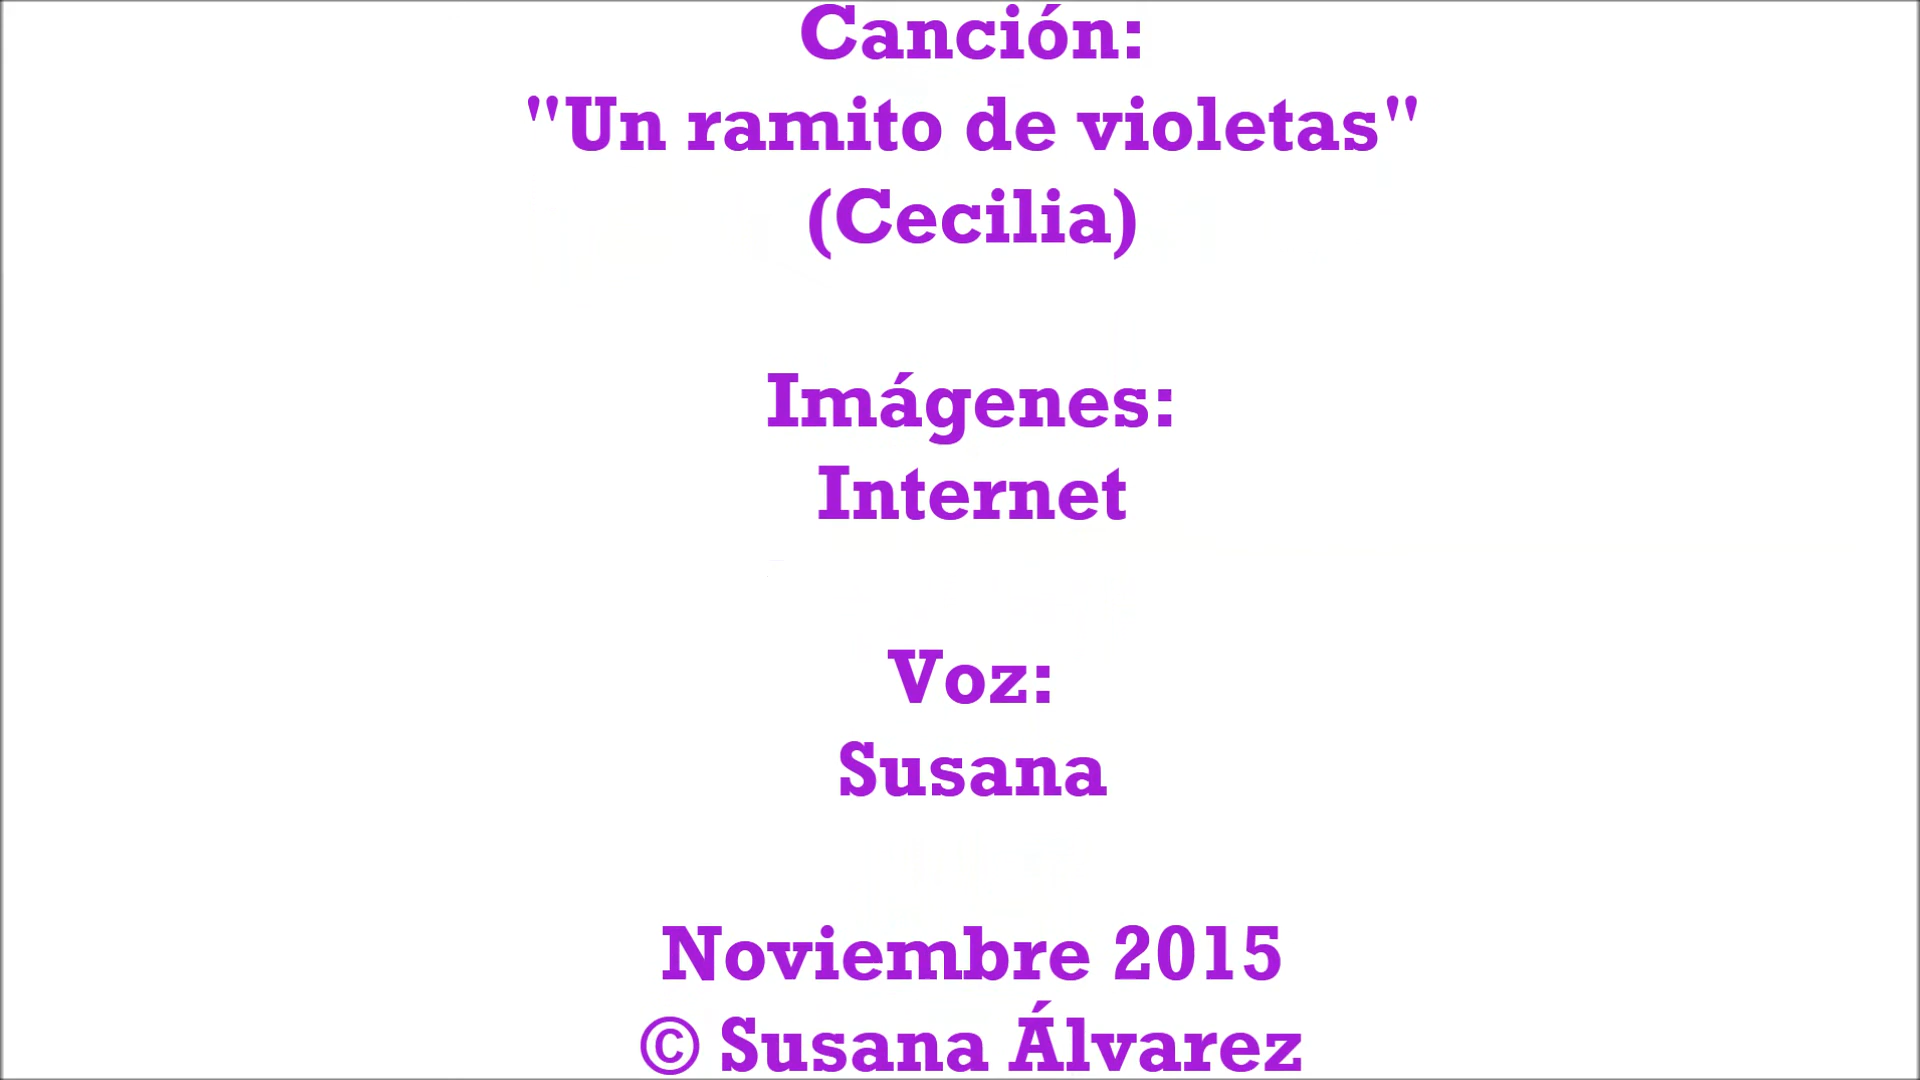 Canción:
"Un ramito de violetas"
(Cecilia)
Imágenes:
Internet
Voz:
Susana
Noviembre 2015
© Susana Álvarez